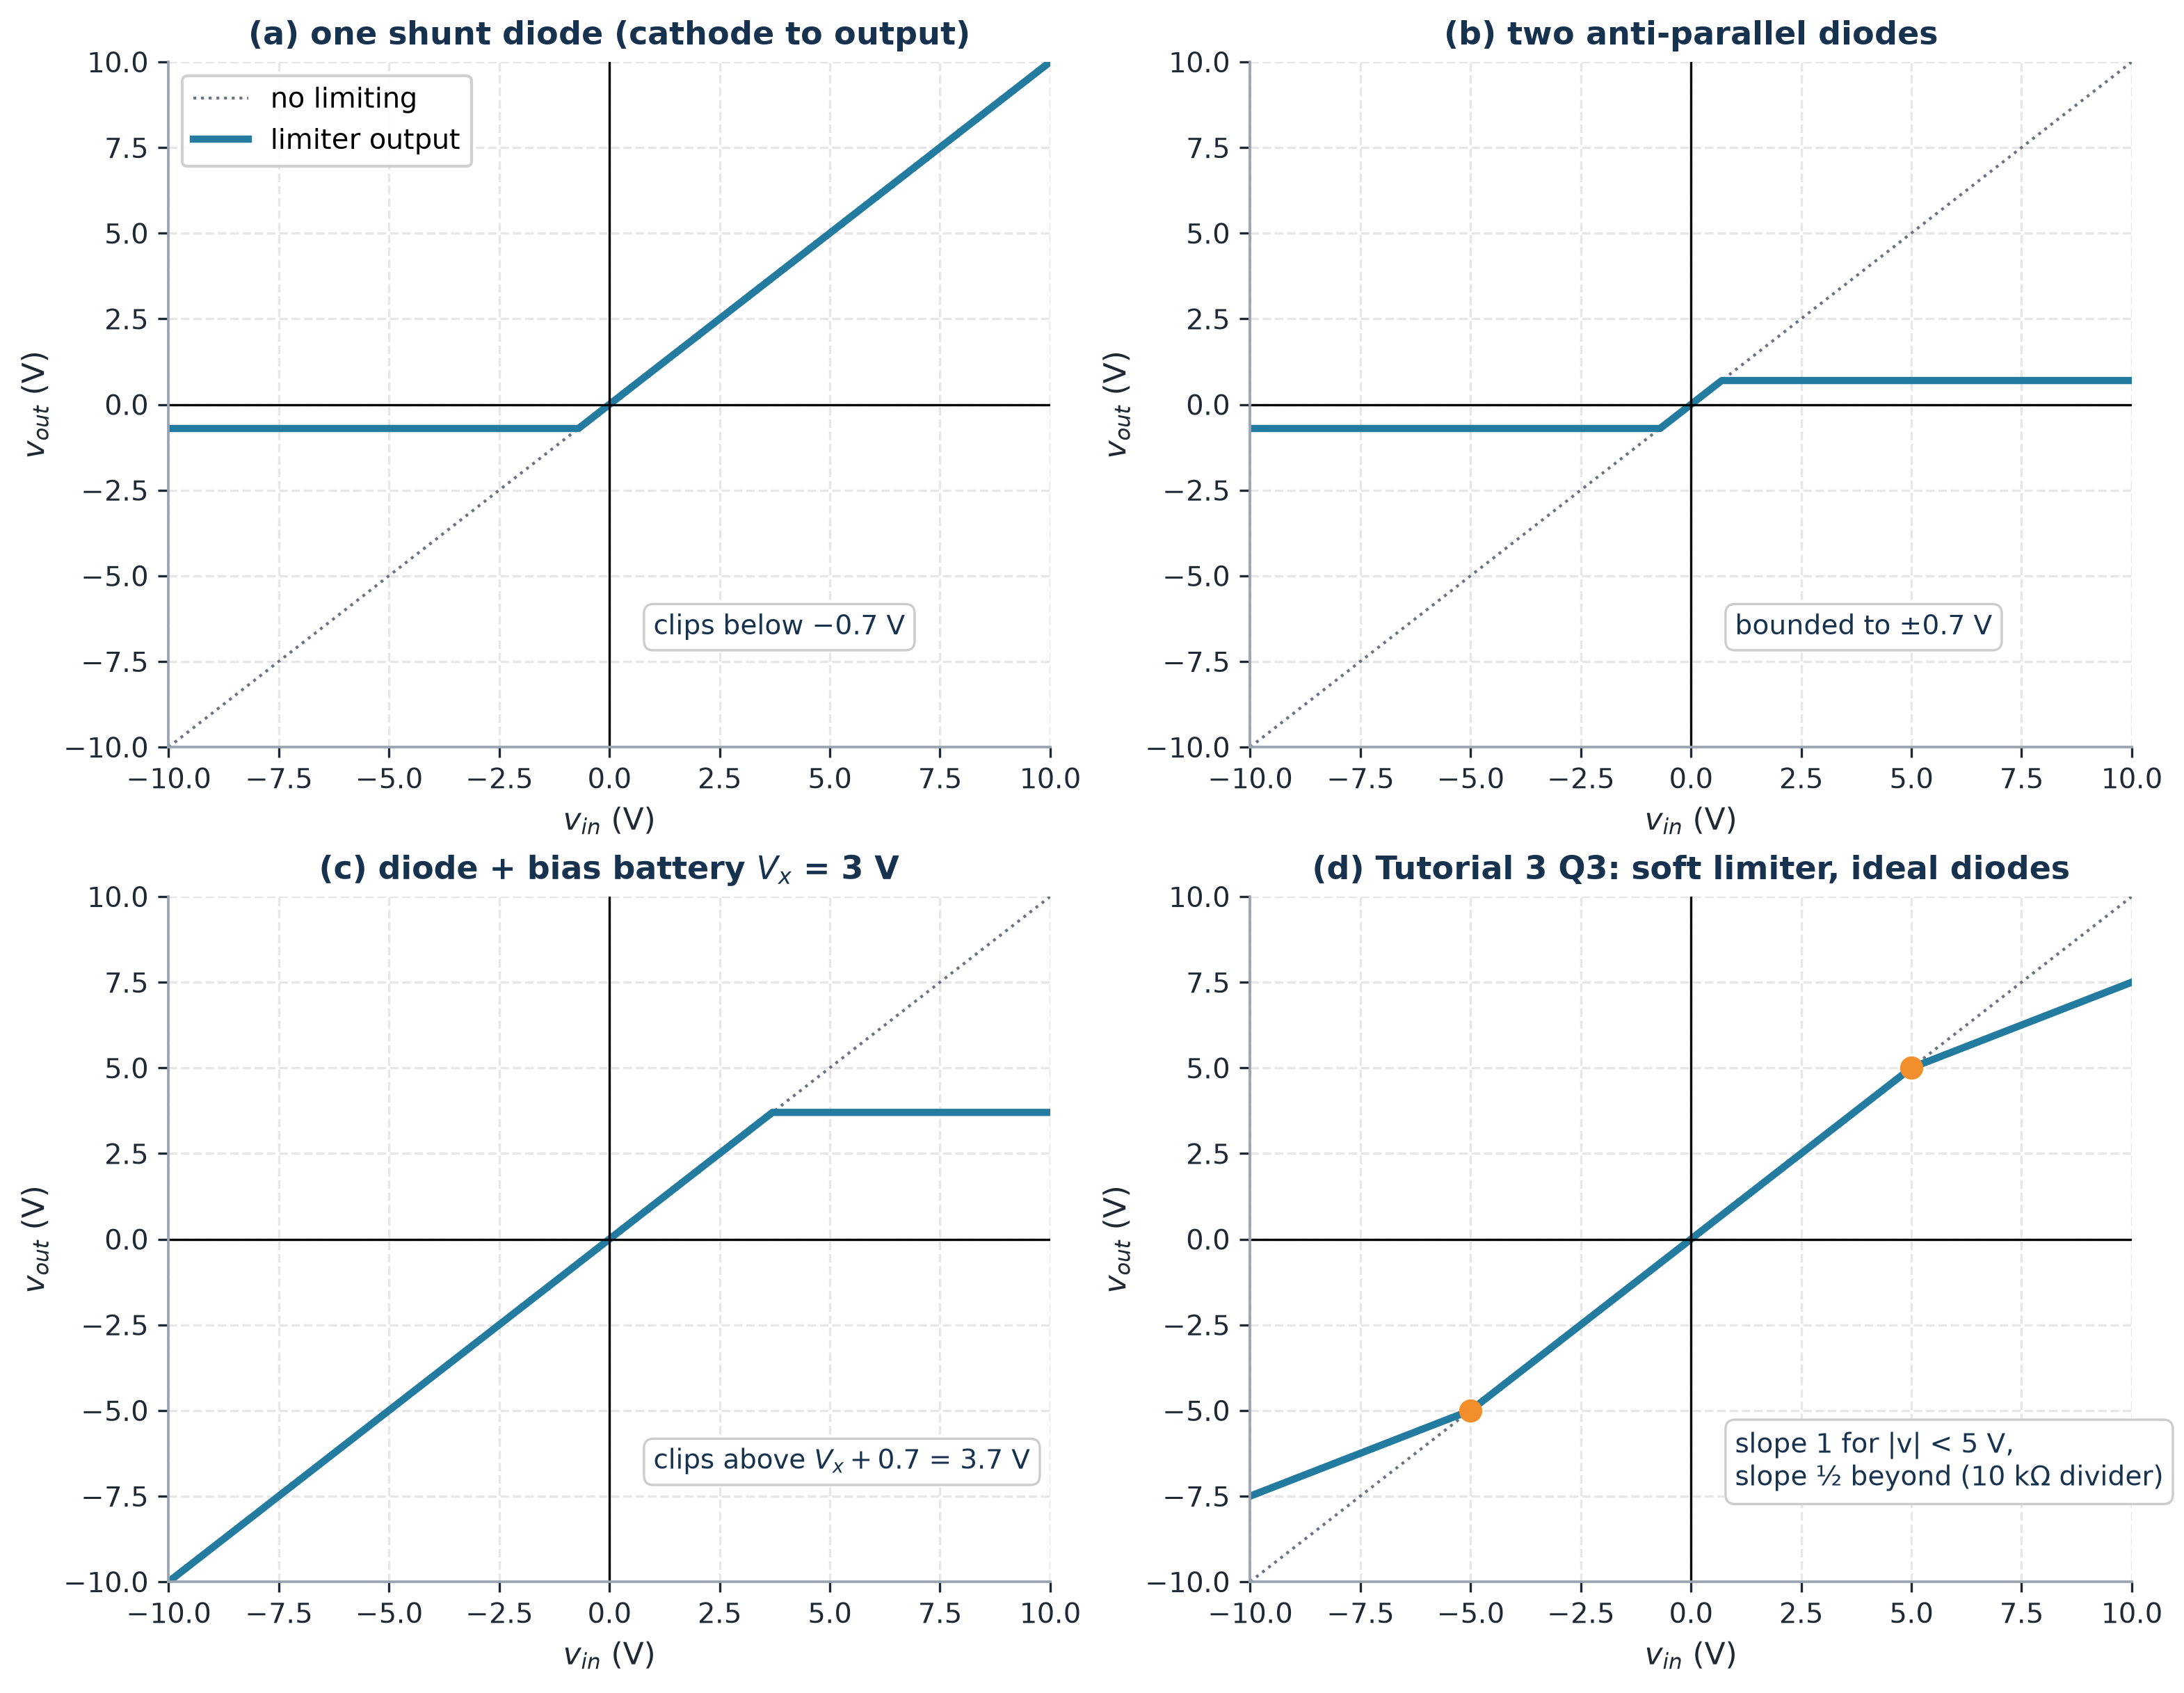 (a) one shunt diode (cathode to output)
no limiting
limiter output
10.0
7.5
5.0
2.5
0.0
−2.5
−5.0
−7.5
−10.0
v_out (V)
clips below −0.7 V
−10.0 −7.5 −5.0 −2.5 0.0 2.5 5.0 7.5 10.0
v_in (V)
(b) two anti-parallel diodes
10.0
7.5
5.0
2.5
0.0
−2.5
−5.0
−7.5
−10.0
v_out (V)
bounded to ±0.7 V
−10.0 −7.5 −5.0 −2.5 0.0 2.5 5.0 7.5 10.0
v_in (V)
(c) diode + bias battery V_x = 3 V
10.0
7.5
5.0
2.5
0.0
−2.5
−5.0
−7.5
−10.0
v_out (V)
clips above V_x + 0.7 = 3.7 V
−10.0 −7.5 −5.0 −2.5 0.0 2.5 5.0 7.5 10.0
v_in (V)
(d) Tutorial 3 Q3: soft limiter, ideal diodes
10.0
7.5
5.0
2.5
0.0
−2.5
−5.0
−7.5
−10.0
v_out (V)
slope 1 for |v| < 5 V,
slope ½ beyond (10 kΩ divider)
−10.0 −7.5 −5.0 −2.5 0.0 2.5 5.0 7.5 10.0
v_in (V)